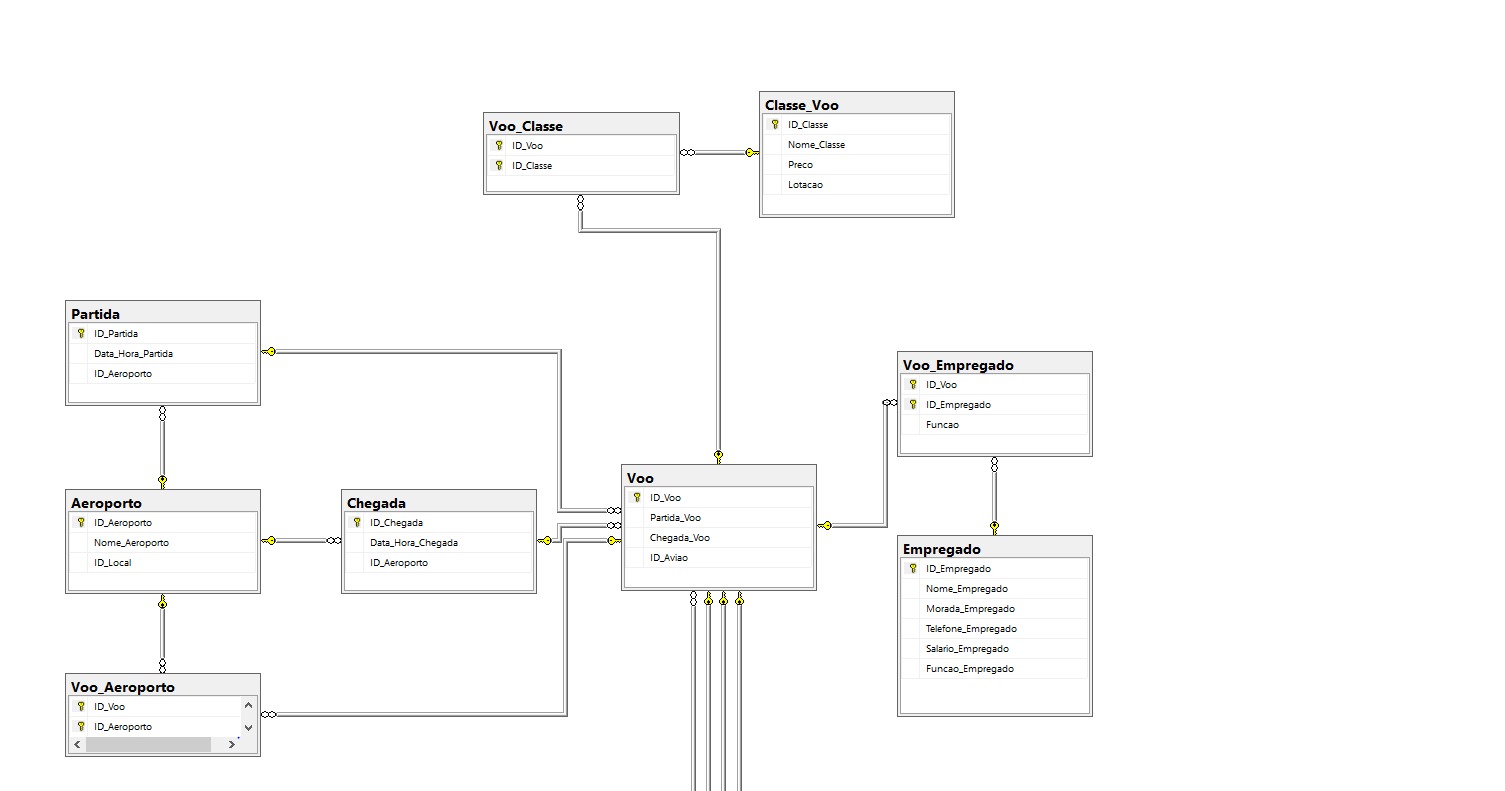 Voo_Classe
ID_Voo
ID_Classe
Classe_Voo
ID_Classe
Nome_Classe
Preco
Lotacao
Partida
ID_Partida
Data_Hora_Partida
ID_Aeroporto
Voo_Empregado
ID_Voo
ID_Empregado
Funcao
Aeroporto
ID_Aeroporto
Nome_Aeroporto
ID_Local
Chegada
ID_Chegada
Data_Hora_Chegada
ID_Aeroporto
Voo
ID_Voo
Partida_Voo
Chegada_Voo
ID_Aviao
Empregado
ID_Empregado
Nome_Empregado
Morada_Empregado
Telefone_Empregado
Salario_Empregado
Funcao_Empregado
Voo_Aeroporto
ID_Voo
ID_Aeroporto